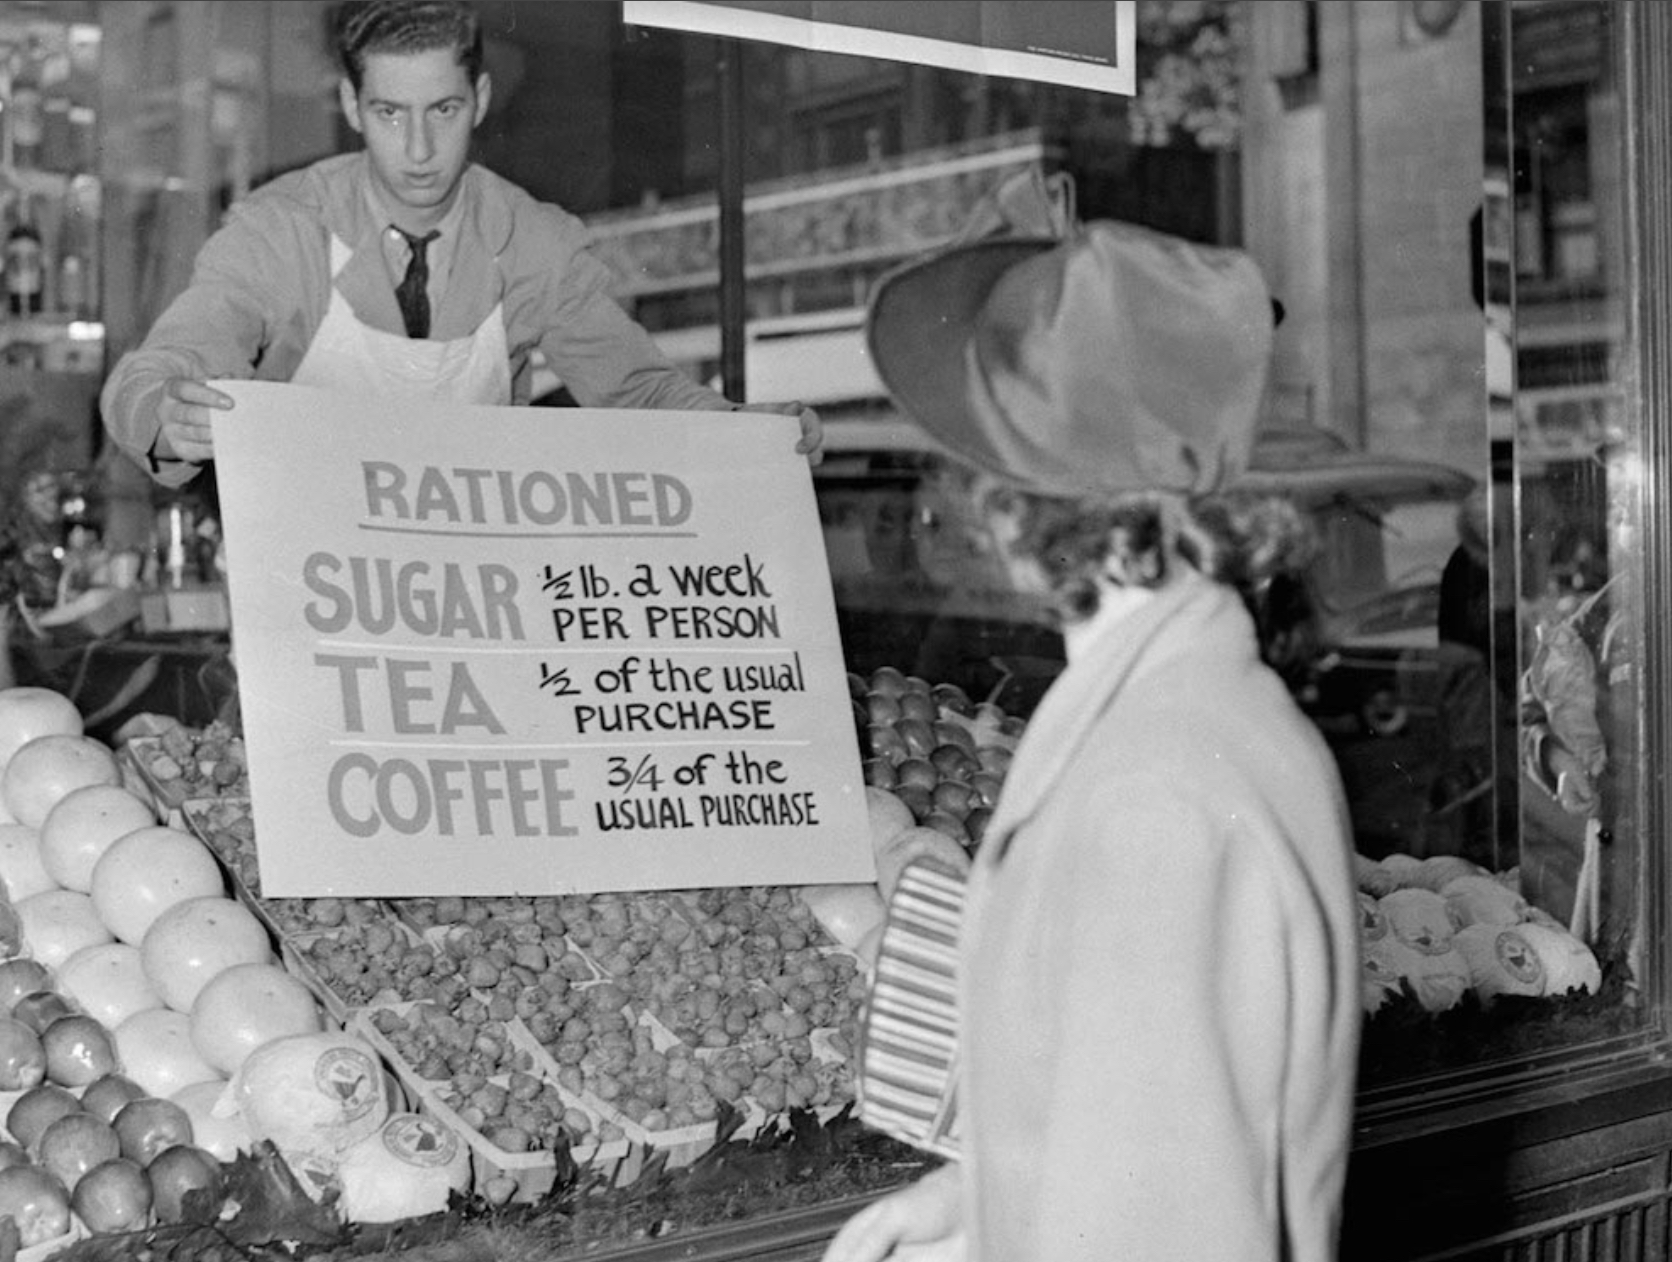 RATIONED
SUGAR ½ lb. a week
PER PERSON
TEA ½ of the usual
PURCHASE
COFFEE 3/4 of the
USUAL PURCHASE